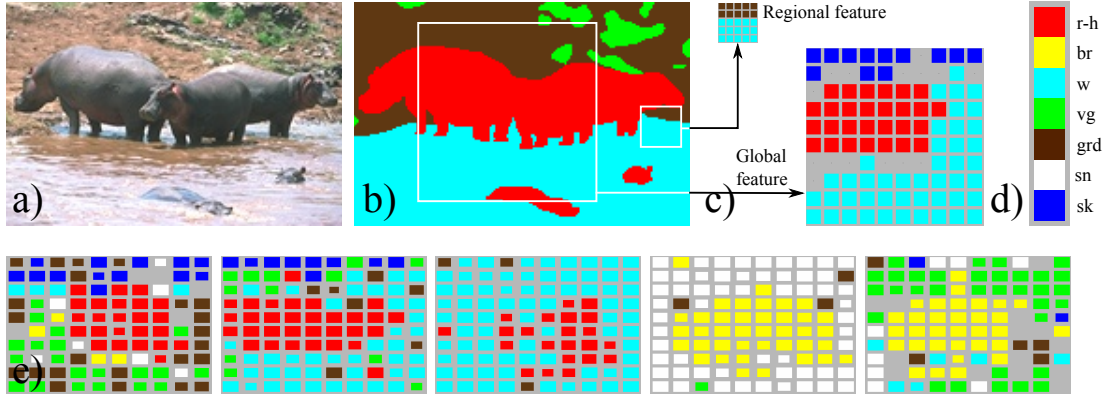 Regional feature
Global
feature
a)
b)
c)
d)
r-h
br
w
vg
grd
sn
sk
e)